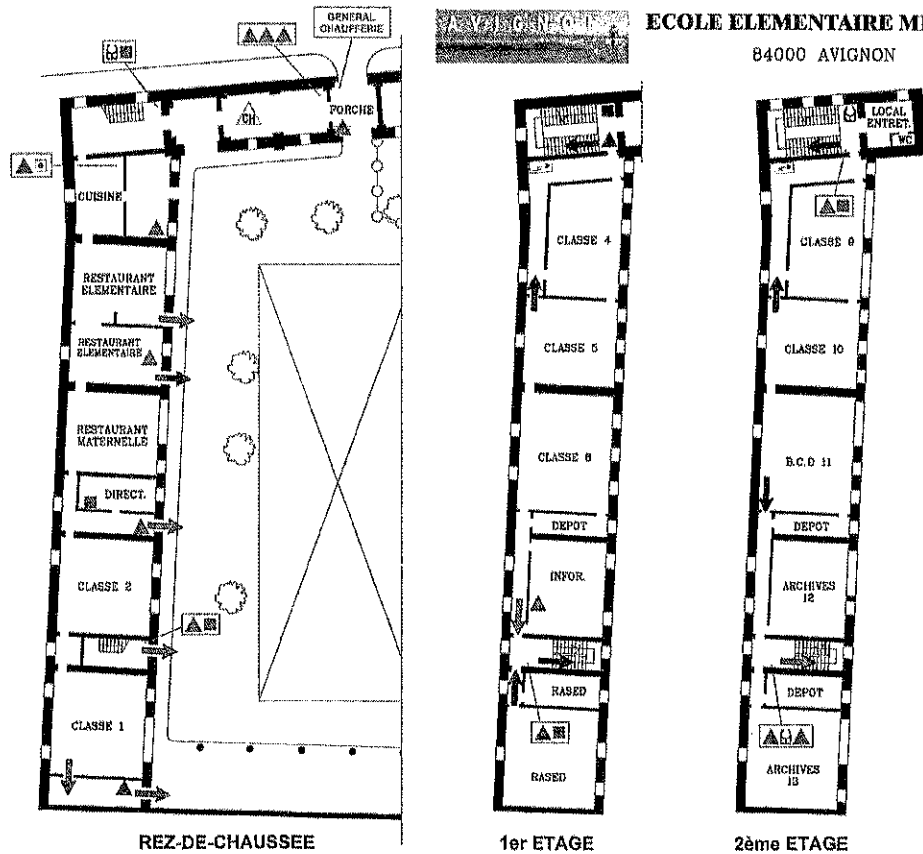 GENERAL
CHAUFFERIE
AVIGNON
ECOLE ELEMENTAIRE
84000 AVIGNON
CH
PORCHE
CUISINE
RESTAURANT
ELEMENTAIRE
RESTAURANT
ELEMENTAIRE
RESTAURANT
MATERNELLE
DIRECT.
CLASSE 2
CLASSE 1
REZ-DE-CHAUSSEE
CLASSE 4
CLASSE 5
CLASSE 6
DEPOT
INFOR.
RASED
RASED
1er ETAGE
LOCAL
ENTRET.
WC
CLASSE 9
CLASSE 10
B.C.D 11
DEPOT
ARCHIVES
12
DEPOT
ARCHIVES
13
2ème ETAGE